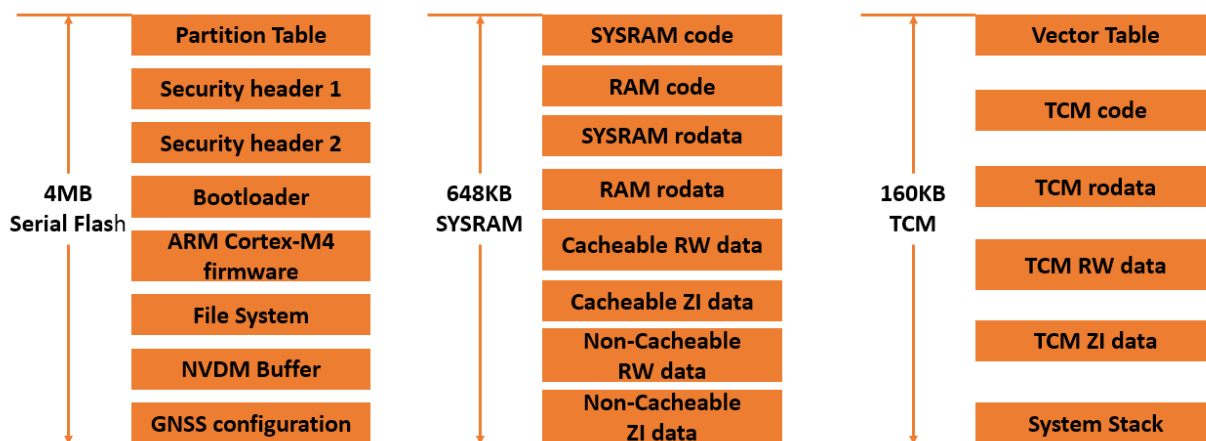 4MB
Serial Flash
Partition Table
Security header 1
Security header 2
Bootloader
ARM Cortex-M4
firmware
File System
NVDM Buffer
GNSS configuration
648KB
SYSRAM
SYSRAM code
RAM code
SYSRAM rodata
RAM rodata
Cacheable RW data
Cacheable ZI data
Non-Cacheable
RW data
Non-Cacheable
ZI data
160KB
TCM
Vector Table
TCM code
TCM rodata
TCM RW data
TCM ZI data
System Stack